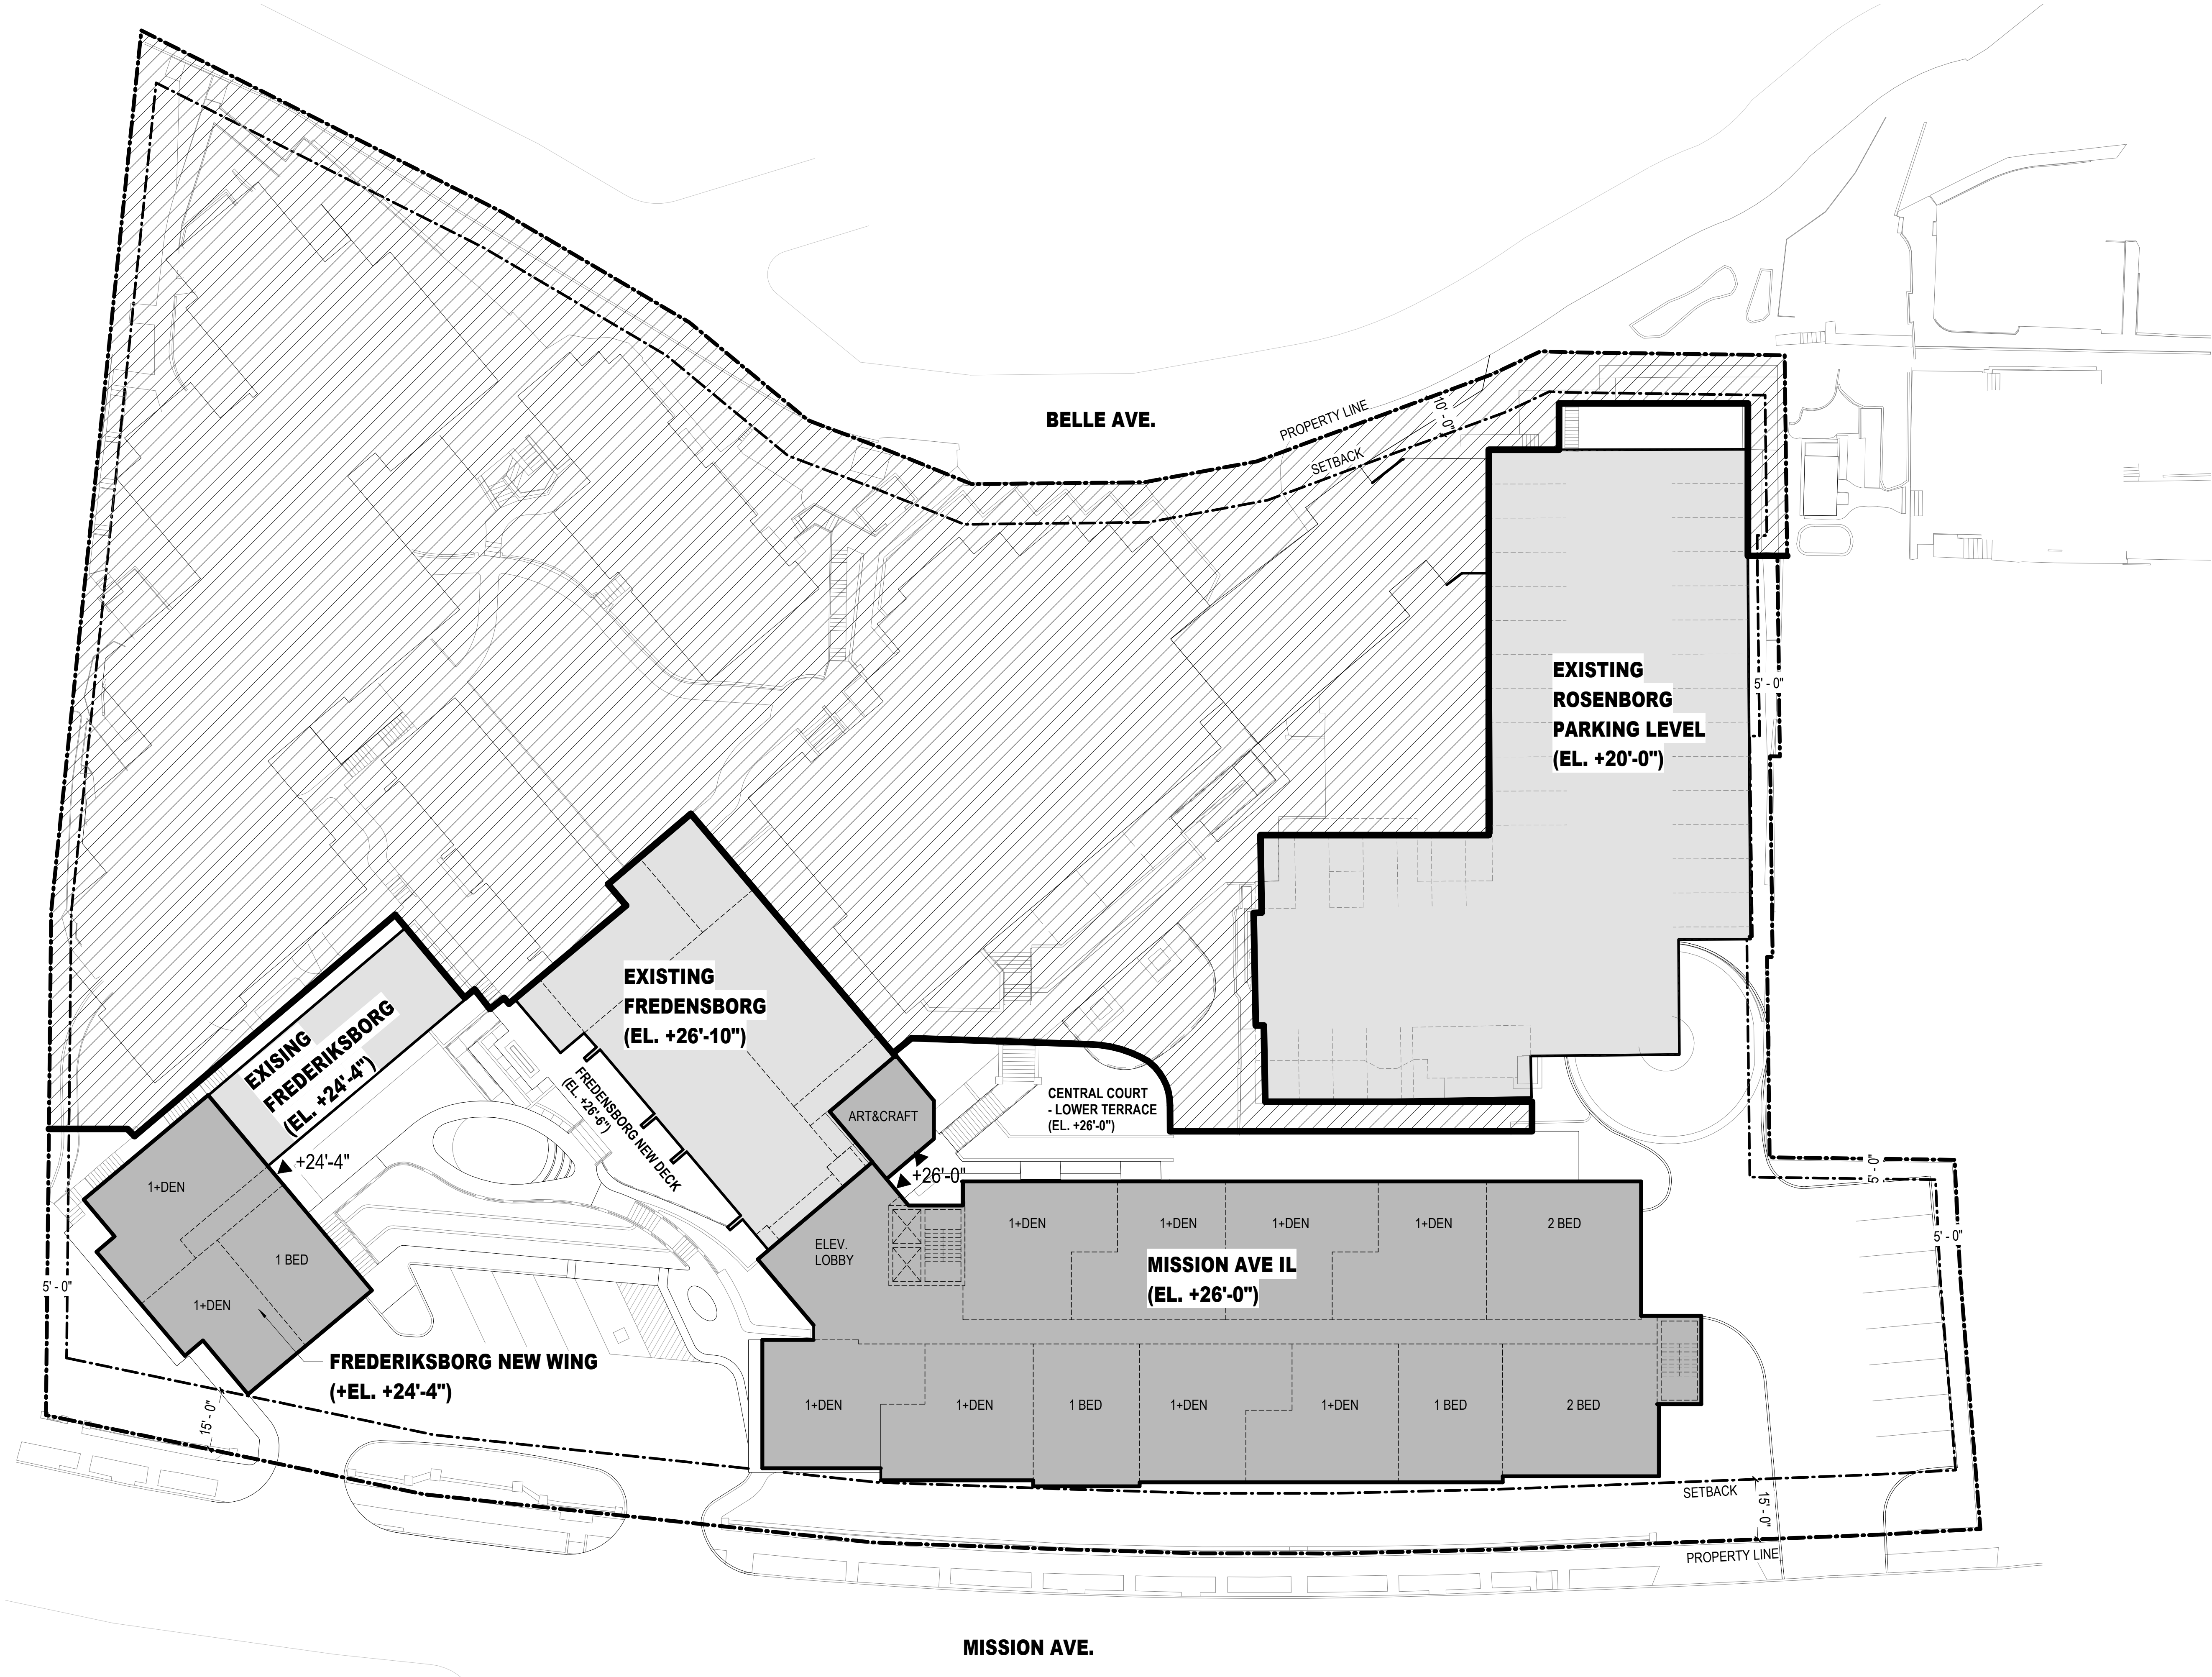 BELLE AVE.
PROPERTY LINE
SETBACK
10' - 0"
EXISTING
ROSENBORG
PARKING LEVEL
(EL. +20'-0")
5' - 0"
EXISTING
FREDENSBORG
(EL. +26'-10")
EXISING
FREDERIKSBORG
(EL. +24'-4")
FREDENSBORG NEW DECK
(EL. +26'-6")
ART&CRAFT
CENTRAL COURT
- LOWER TERRACE
(EL. +26'-0")
+24'-4"
+26'-0"
1+DEN
1 BED
1+DEN
5' - 0"
FREDERIKSBORG NEW WING
(+EL. +24'-4")
15' - 0"
ELEV.
LOBBY
1+DEN
1+DEN
1+DEN
1+DEN
2 BED
MISSION AVE IL
(EL. +26'-0")
1+DEN
1+DEN
1 BED
1+DEN
1+DEN
1 BED
2 BED
5' - 0"
5' - 0"
SETBACK
15' - 0"
PROPERTY LINE
MISSION AVE.